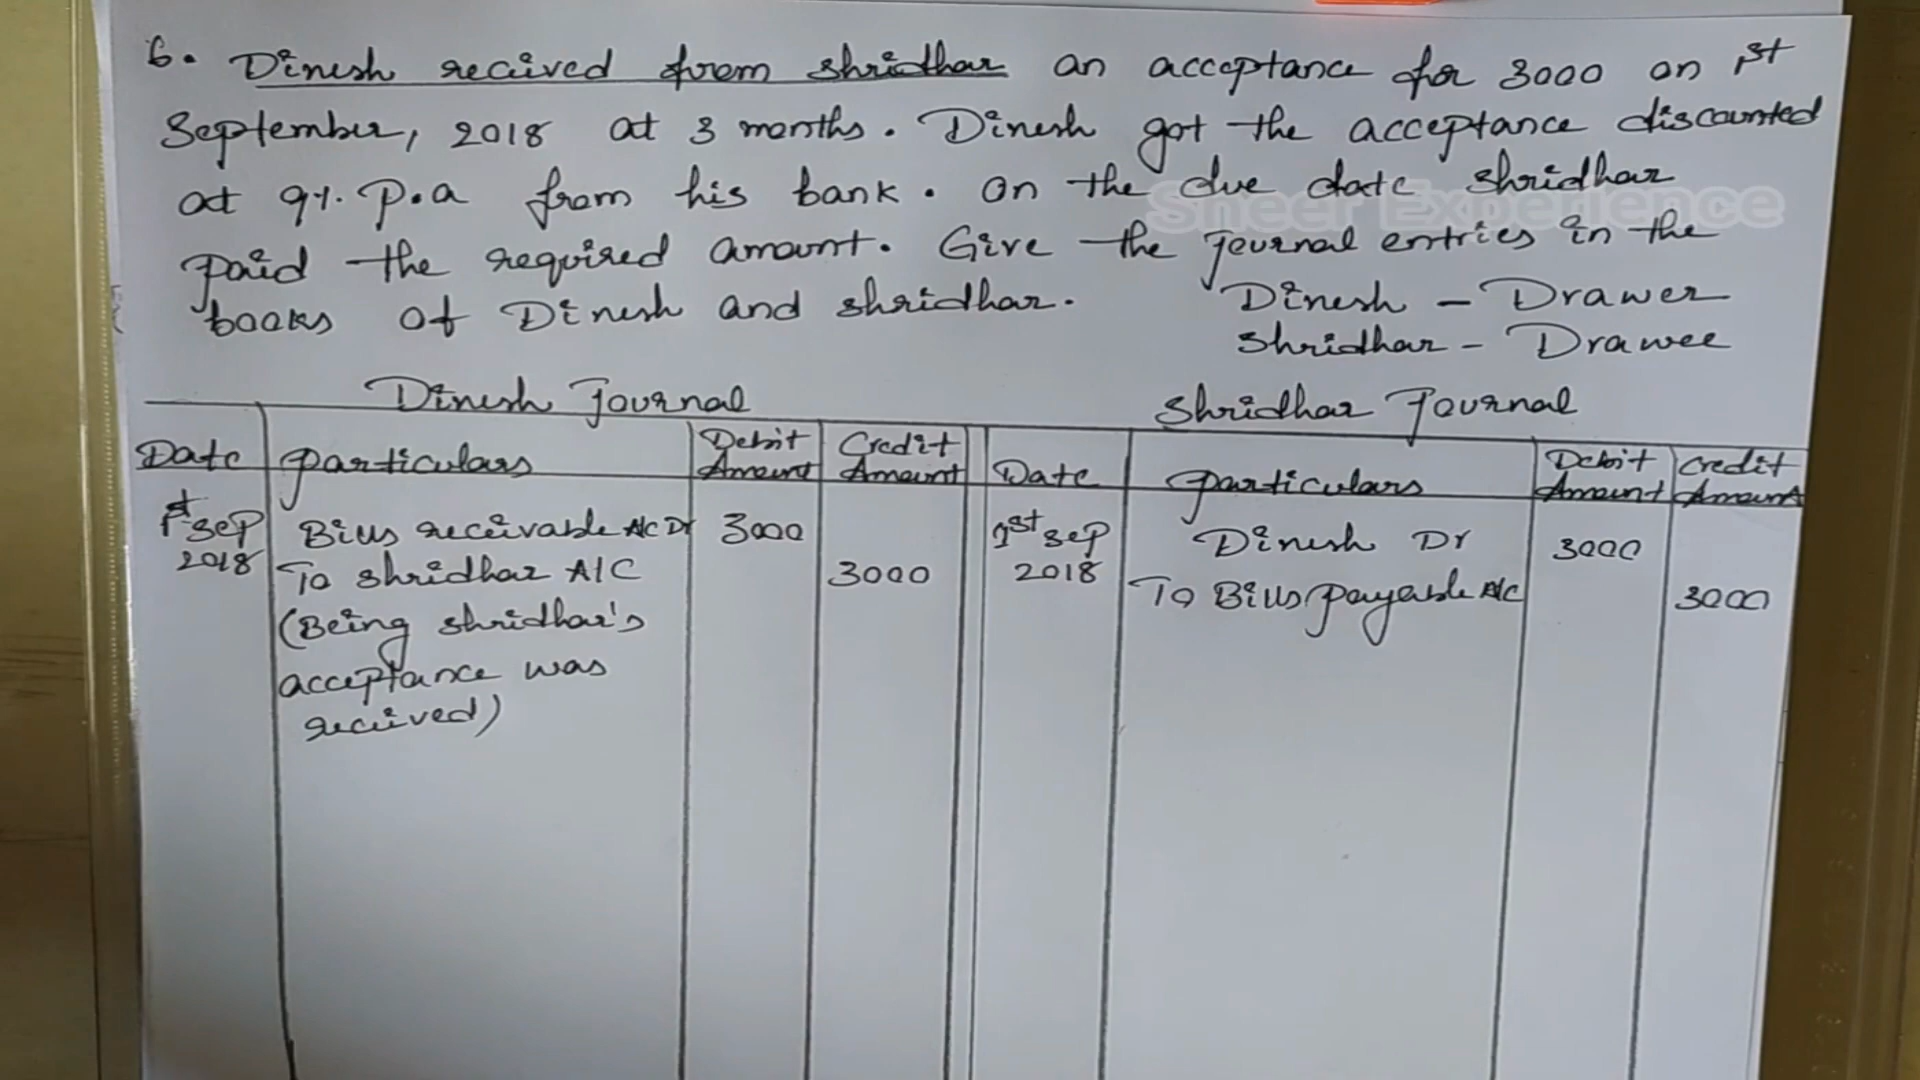 6. Dinesh recived from shridhar an acceptance for 3000 on 1st
September, 2018 at 3 months. Dinesh got the acceptance discounted
at 9%. P.a from his bank. on the due date shridhar
Sheer Experience
paid the required amount. Give the journal entries in the
books of Dinesh and shridhar.
Dinesh - Drawer
Shridhar - Drawee
Dinesh Journal
Shridhar Journal
Date Particulars Debit Amount Credit Amount Date Particulars Debit Amount Credit Amount
1st sep 2018 Bills receivable A/C Dr 3000
To shridhar A/C 3000
(Being shridhar's
acceptance was
received)
1st sep 2018 Dinesh Dr 3000
To Bills payable A/c 3000